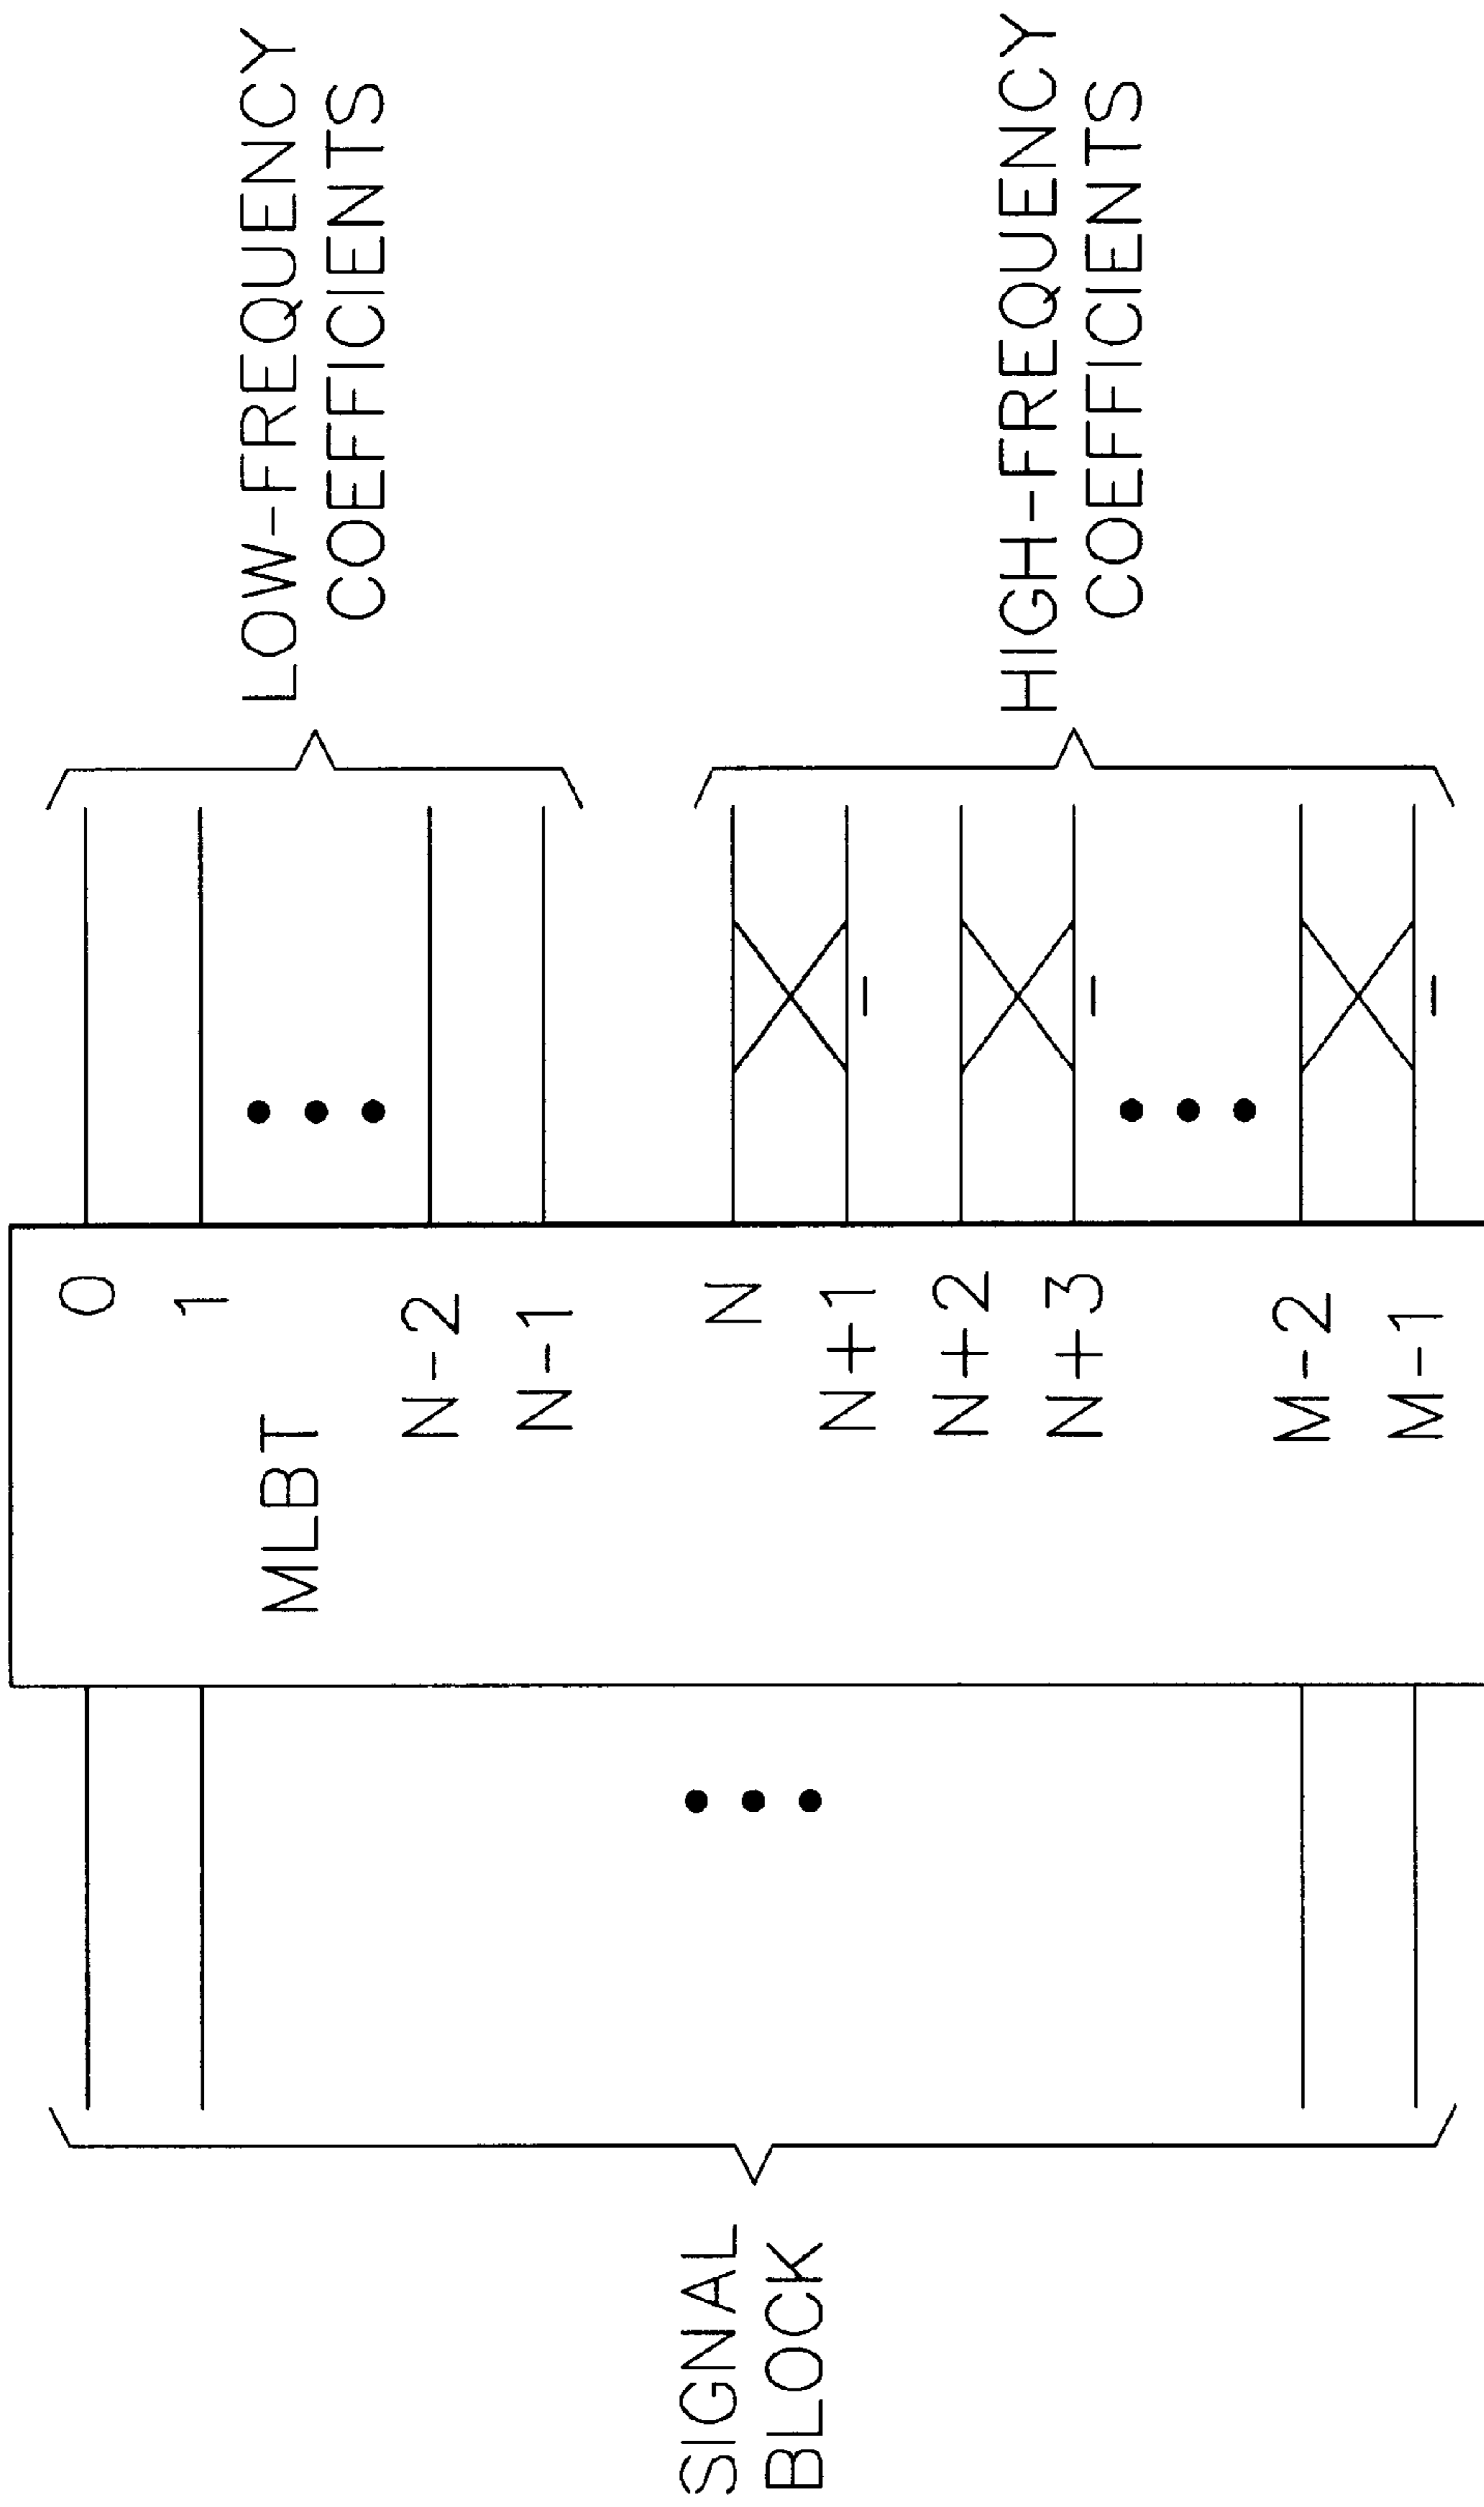 SIGNAL
BLOCK
MLBT
0
1
N-2
N-1
N
N+1
N+2
N+3
M-2
M-1
LOW-FREQUENCY
COEFFICIENTS
HIGH-FREQUENCY
COEFFICIENTS